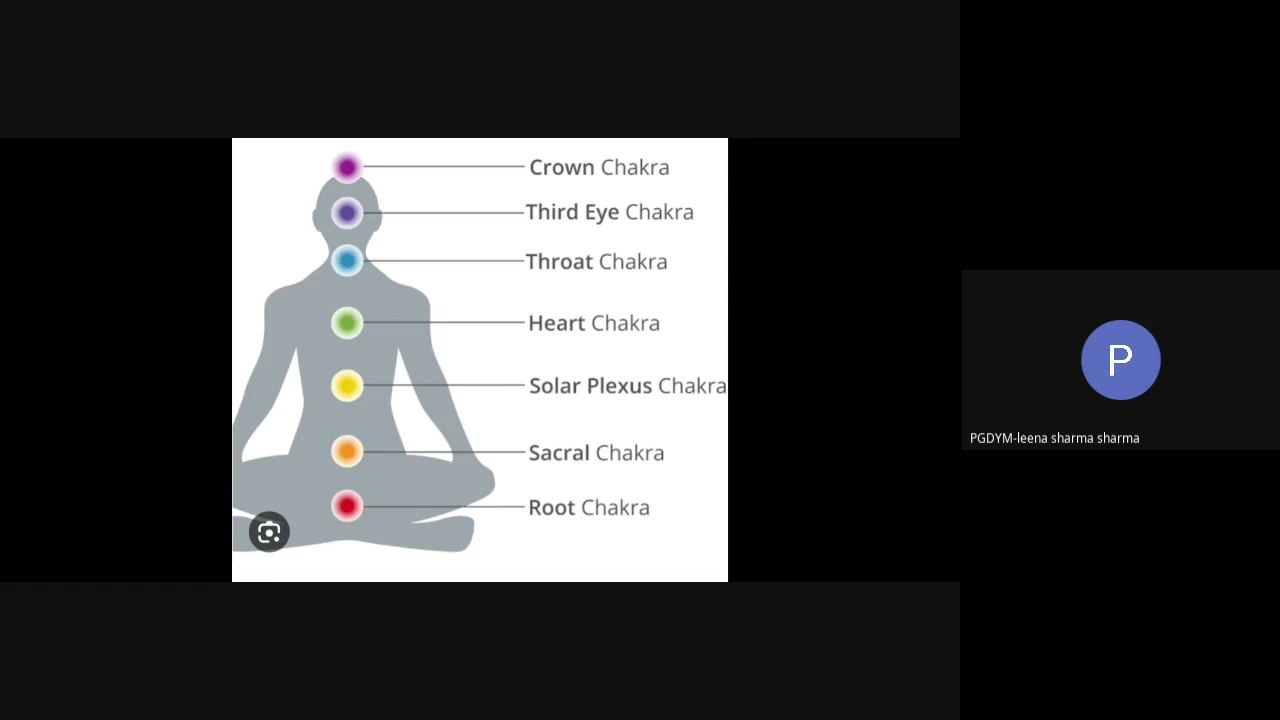 Crown Chakra
Third Eye Chakra
Throat Chakra
Heart Chakra
Solar Plexus Chakra
Sacral Chakra
Root Chakra
P
PGDYM-leena sharma sharma